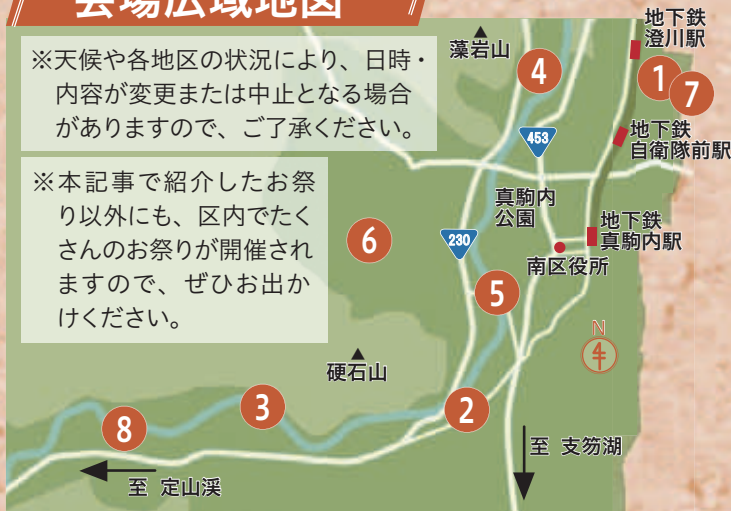 会場広域地図
※天候や各地区の状況により、日時・
内容が変更または中止となる場合
がありますので、ご了承ください。
※本記事で紹介したお祭
り以外にも、区内でたく
さんのお祭りが開催され
ますので、ぜひお出か
けください。
藻岩山
4
地下鉄
澄川駅
1
7
453
地下鉄
自衛隊前駅
真駒内
公園
6
230
地下鉄
真駒内駅
南区役所
5
N
硬石山
3
2
8
至 支笏湖
至 定山渓